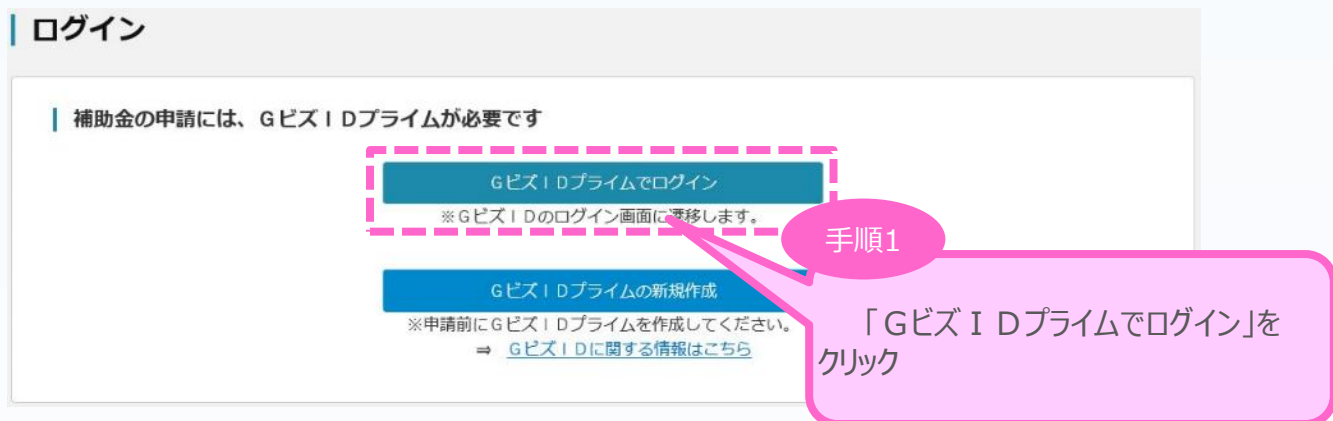 ログイン
補助金の申請には、GビズIDプライムが必要です
GビズIDプライムでログイン
※GビズIDのログイン画面に遷移します。
手順1
「GビズIDプライムでログイン」を
クリック
GビズIDプライムの新規作成
※申請前にGビズIDプライムを作成してください。
⇒ GビズIDに関する情報はこちら